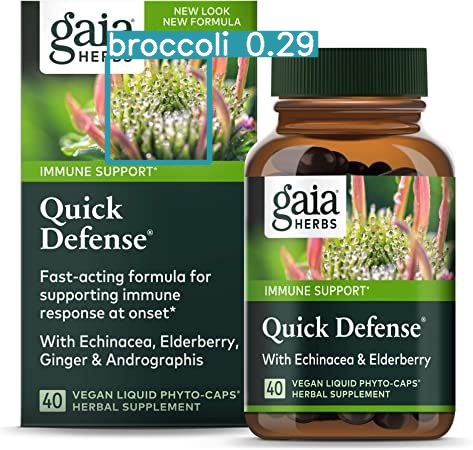 NEW LOOK
NEW FORMULA
gaia
HERBS
broccoli 0.29
IMMUNE SUPPORT*
Quick
Defense®
Fast-acting formula for
supporting immune
response at onset*
With Echinacea, Elderberry,
Ginger & Andrographis
40 VEGAN LIQUID PHYTO-CAPS®
HERBAL SUPPLEMENT
gaia
HERBS
IMMUNE SUPPORT*
Quick Defense®
With Echinacea & Elderberry
40 VEGAN LIQUID PHYTO-CAPS®
HERBAL SUPPLEMENT